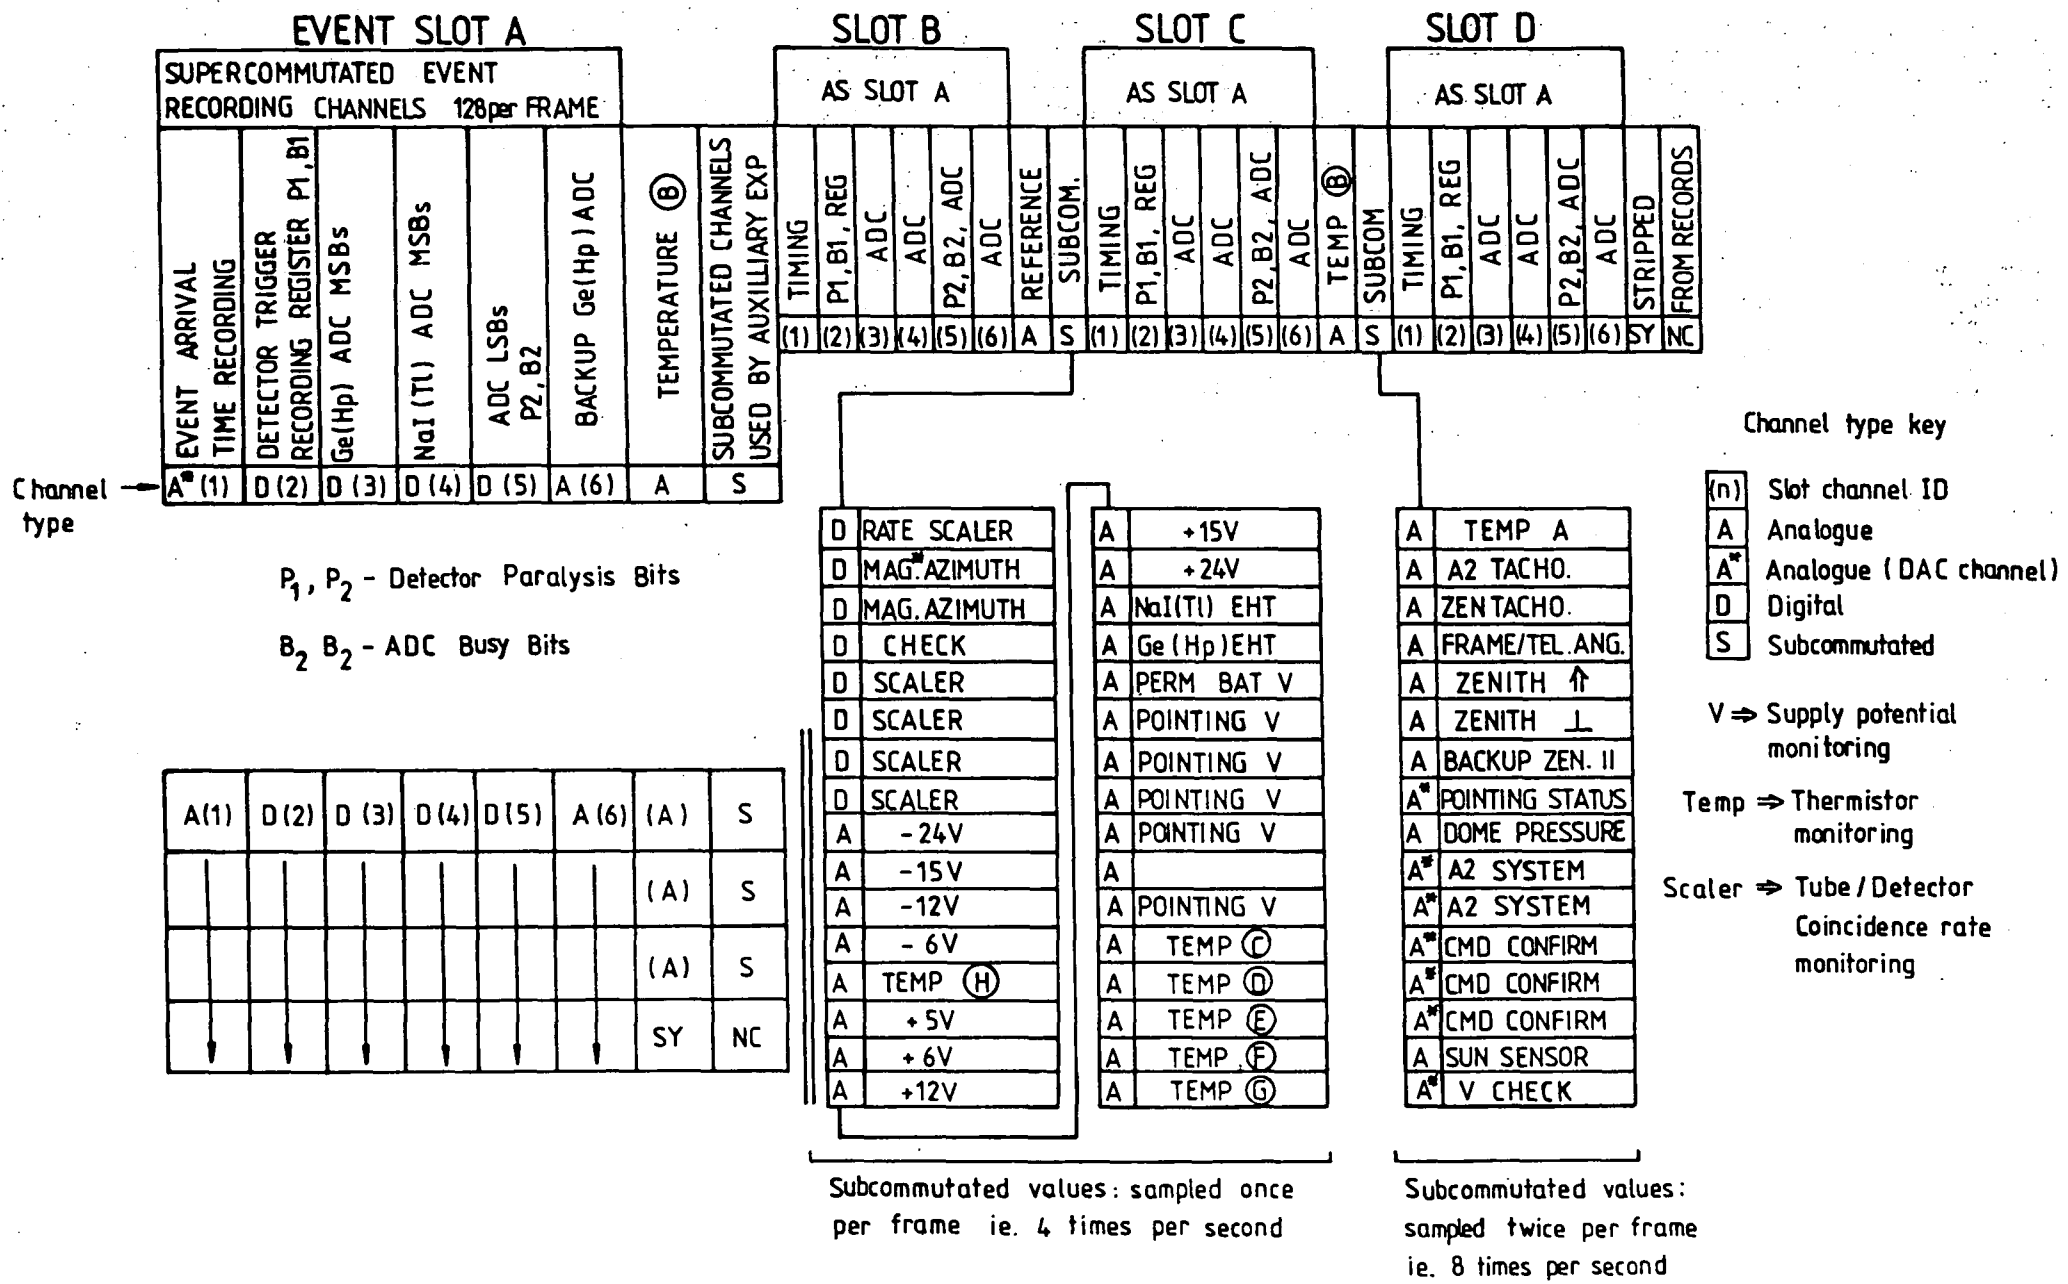 EVENT SLOT A
SLOT B
SLOT C
SLOT D
SUPERCOMMUTATED EVENT
RECORDING CHANNELS 128 per FRAME
AS SLOT A
AS SLOT A
AS SLOT A
EVENT ARRIVAL
TIME RECORDING
DETECTOR TRIGGER
RECORDING REGISTER P1, B1
Ge(Hp) ADC MSBs
NaI(Tl) ADC MSBs
ADC LSBs
P2, B2
BACKUP Ge(Hp) ADC
TEMPERATURE (B)
SUBCOMMUTATED CHANNELS
USED BY AUXILLIARY EXP
TIMING
P1, B1, REG
ADC
ADC
P2, B2, ADC
ADC
REFERENCE
SUBCOM.
TIMING
P1, B1, REG
ADC
ADC
P2, B2, ADC
ADC
TEMP (B)
SUBCOM
TIMING
P1, B1, REG
ADC
ADC
P2, B2, ADC
ADC
STRIPPED
FROM RECORDS
(1) (2) (3) (4) (5) (6) A S (1) (2) (3) (4) (5) (6) A S (1) (2) (3) (4) (5) (6) SY NC
Channel
type
A* (1) D (2) D (3) D (4) D (5) A (6) A S
P1, P2 - Detector Paralysis Bits
B2 B2 - ADC Busy Bits
A(1) D(2) D (3) D(4) D(5) A(6) (A) S
(A) S
(A) S
SY NC
D RATE SCALER
D MAG.* AZIMUTH
D MAG. AZIMUTH
D CHECK
D SCALER
D SCALER
D SCALER
D SCALER
A -24V
A -15V
A -12V
A - 6V
A TEMP (H)
A + 5V
A + 6V
A +12V
A +15V
A +24V
A NaI(Tl) EHT
A Ge(Hp) EHT
A PERM BAT V
A POINTING V
A POINTING V
A POINTING V
A POINTING V
A
A POINTING V
A TEMP (C)
A TEMP (D)
A TEMP (E)
A TEMP (F)
A TEMP (G)
A TEMP A
A A2 TACHO.
A ZEN TACHO.
A FRAME/TEL.ANG.
A ZENITH ⇑
A ZENITH ⊥
A BACKUP ZEN. II
A* POINTING STATUS
A DOME PRESSURE
A* A2 SYSTEM
A* A2 SYSTEM
A* CMD CONFIRM
A* CMD CONFIRM
A* CMD CONFIRM
A SUN SENSOR
A* V CHECK
Subcommutated values: sampled once
per frame ie. 4 times per second
Subcommutated values:
sampled twice per frame
ie. 8 times per second
Channel type key
(n) Slot channel ID
A Analogue
A* Analogue (DAC channel)
D Digital
S Subcommutated
V ⇒ Supply potential
monitoring
Temp ⇒ Thermistor
monitoring
Scaler ⇒ Tube/Detector
Coincidence rate
monitoring